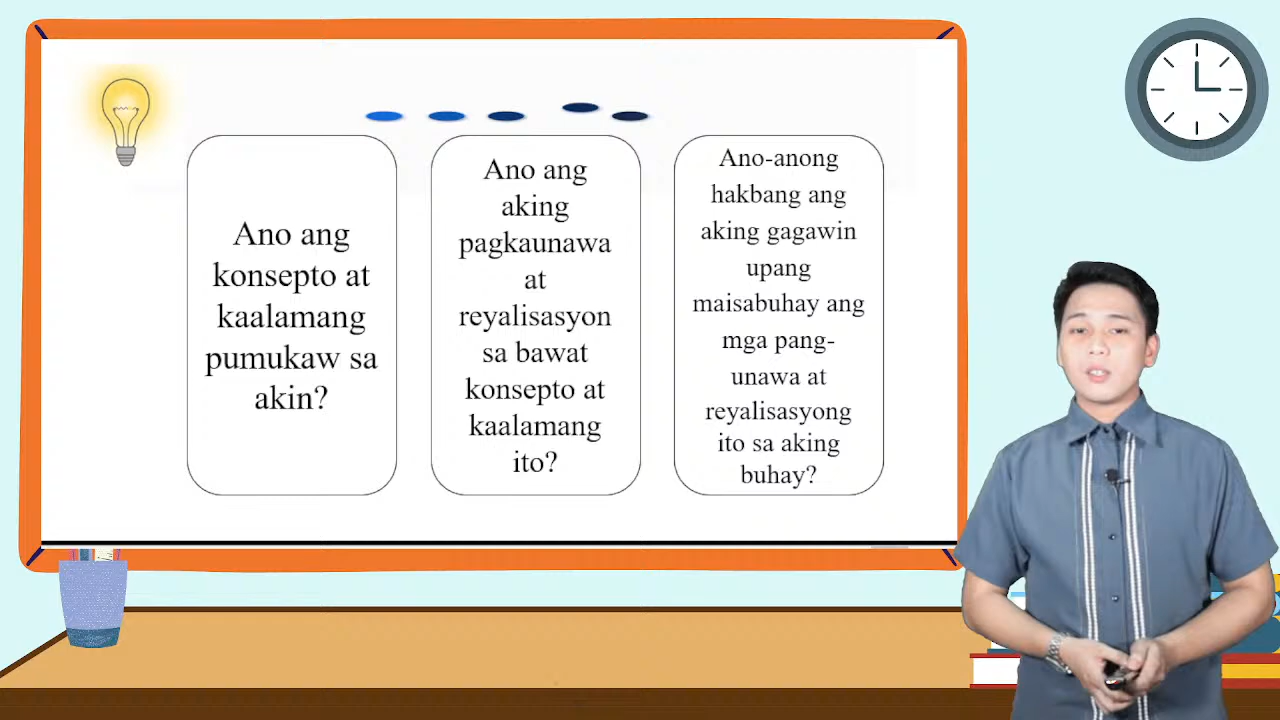 Ano ang
konsepto at
kaalamang
pumukaw sa
akin?
Ano ang
aking
pagkaunawa
at
reyalisasyon
sa bawat
konsepto at
kaalamang
ito?
Ano-anong
hakbang ang
aking gagawin
upang
maisabuhay ang
mga pang-
unawa at
reyalisasyong
ito sa aking
buhay?